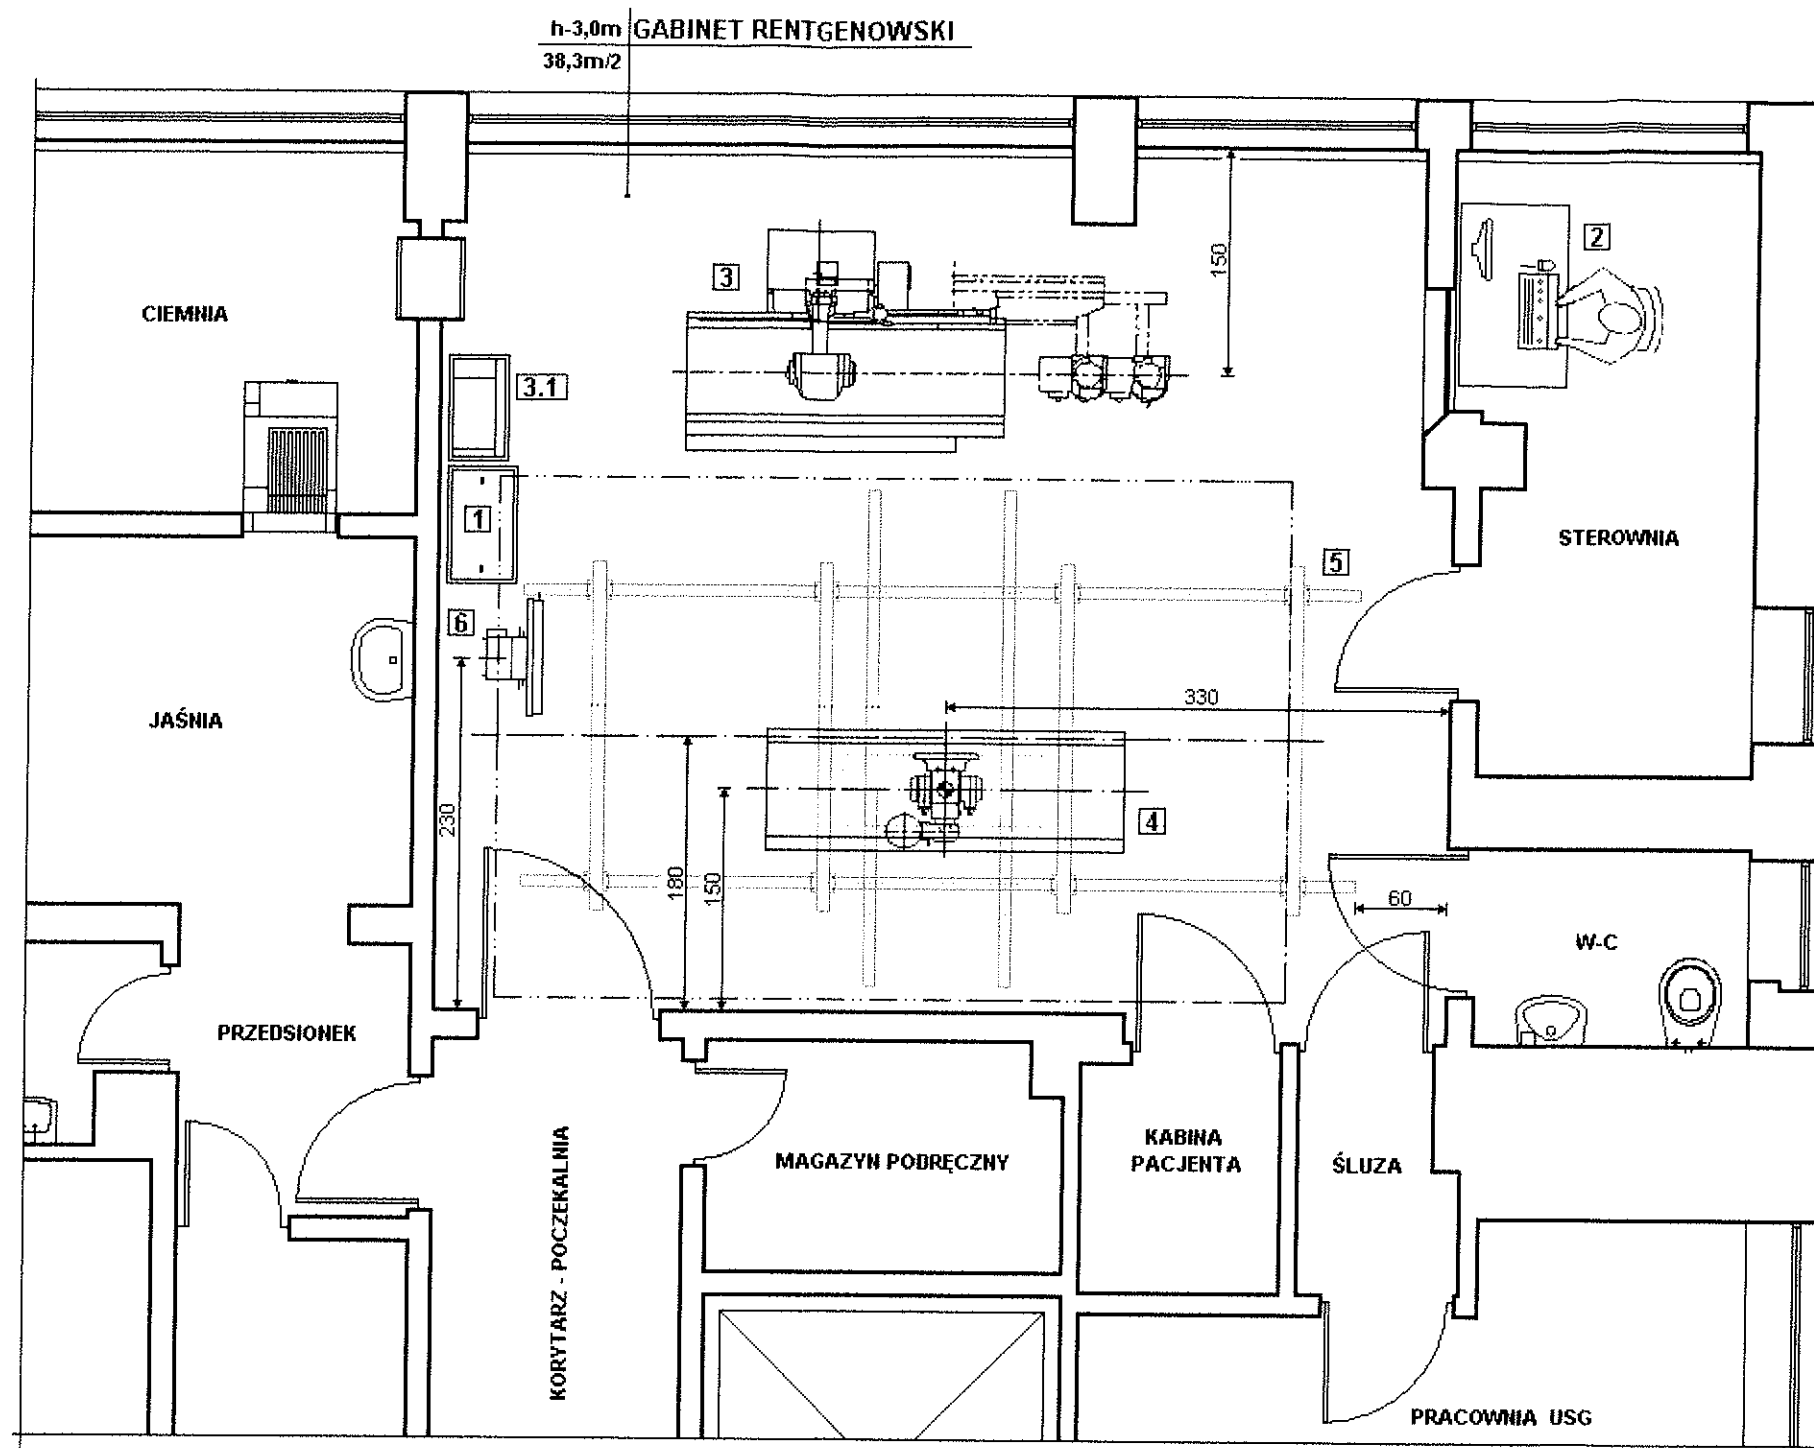 h-3,0m GABINET RENTGENOWSKI
38,3m/2
2
150
3
CIEMNIA
3.1
1
STEROWNIA
5
6
330
JAŚNIA
230
180
150
4
60
W-C
PRZEDSIONEK
KORYTARZ - POCZEKALNIA
MAGAZYN PODRĘCZNY
KABINA
PACJENTA
ŚLUZA
PRACOWNIA USG